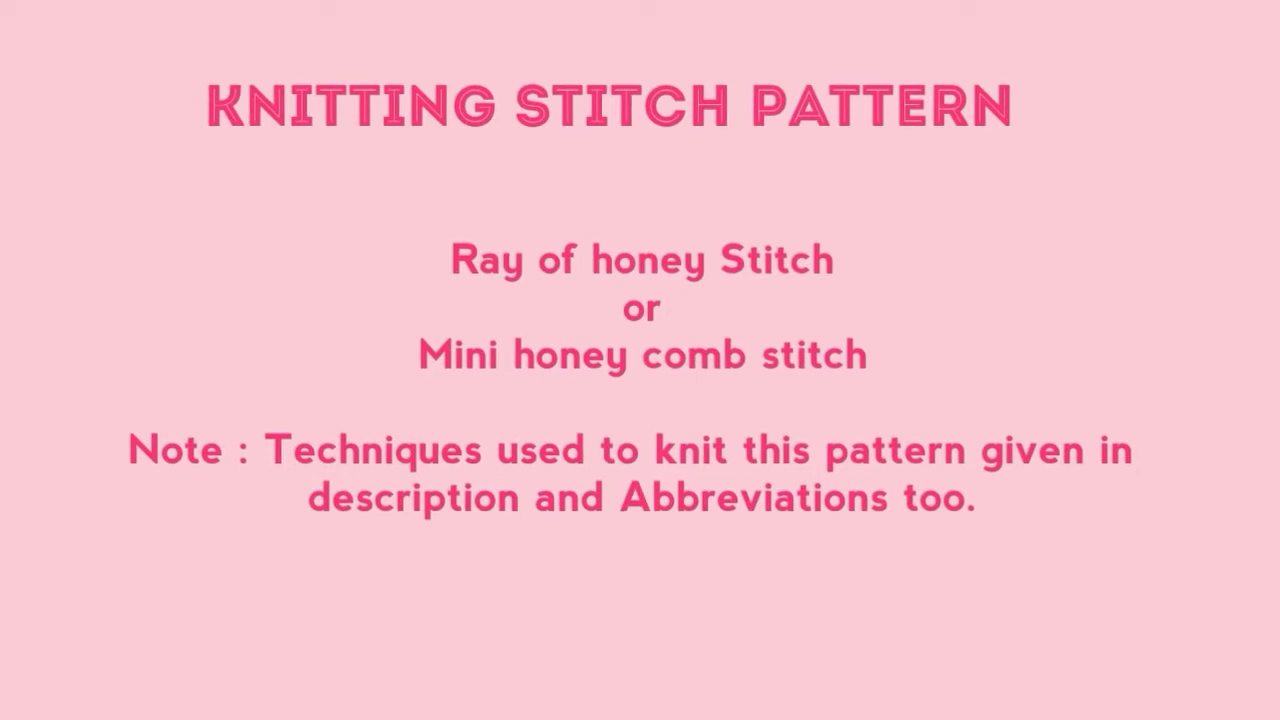 KNITTING STITCH PATTERN
Ray of honey Stitch
or
Mini honey comb stitch
Note : Techniques used to knit this pattern given in
description and Abbreviations too.